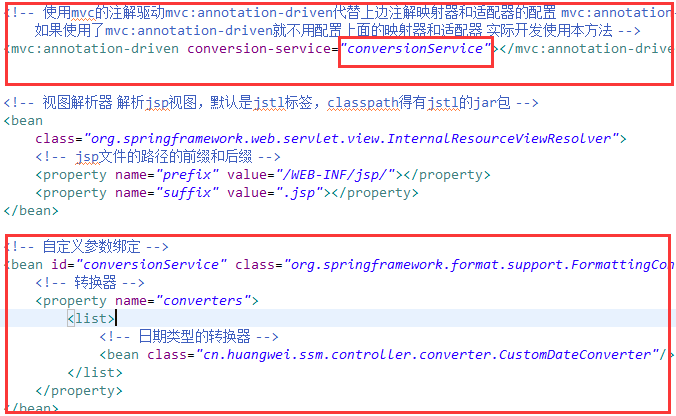 <!-- 使用mvc的注解驱动mvc:annotation-driven代替上边注解映射器和适配器的配置 mvc:annotation-
如果使用了mvc:annotation-driven就不用配置上面的映射器和适配器 实际开发使用本方法 -->
<mvc:annotation-driven conversion-service="conversionService"></mvc:annotation-drive
<!-- 视图解析器 解析jsp视图，默认是jstl标签，classpath得有jstl的jar包 -->
<bean
class="org.springframework.web.servlet.view.InternalResourceViewResolver">
<!-- jsp文件的路径的前缀和后缀 -->
<property name="prefix" value="/WEB-INF/jsp/"></property>
<property name="suffix" value=".jsp"></property>
</bean>
<!-- 自定义参数绑定 -->
<bean id="conversionService" class="org.springframework.format.support.FormattingCon
<!-- 转换器 -->
<property name="converters">
<list>
<!-- 日期类型的转换器 -->
<bean class="cn.huangwei.ssm.controller.converter.CustomDateConverter"/>
</list>
</property>
</bean>